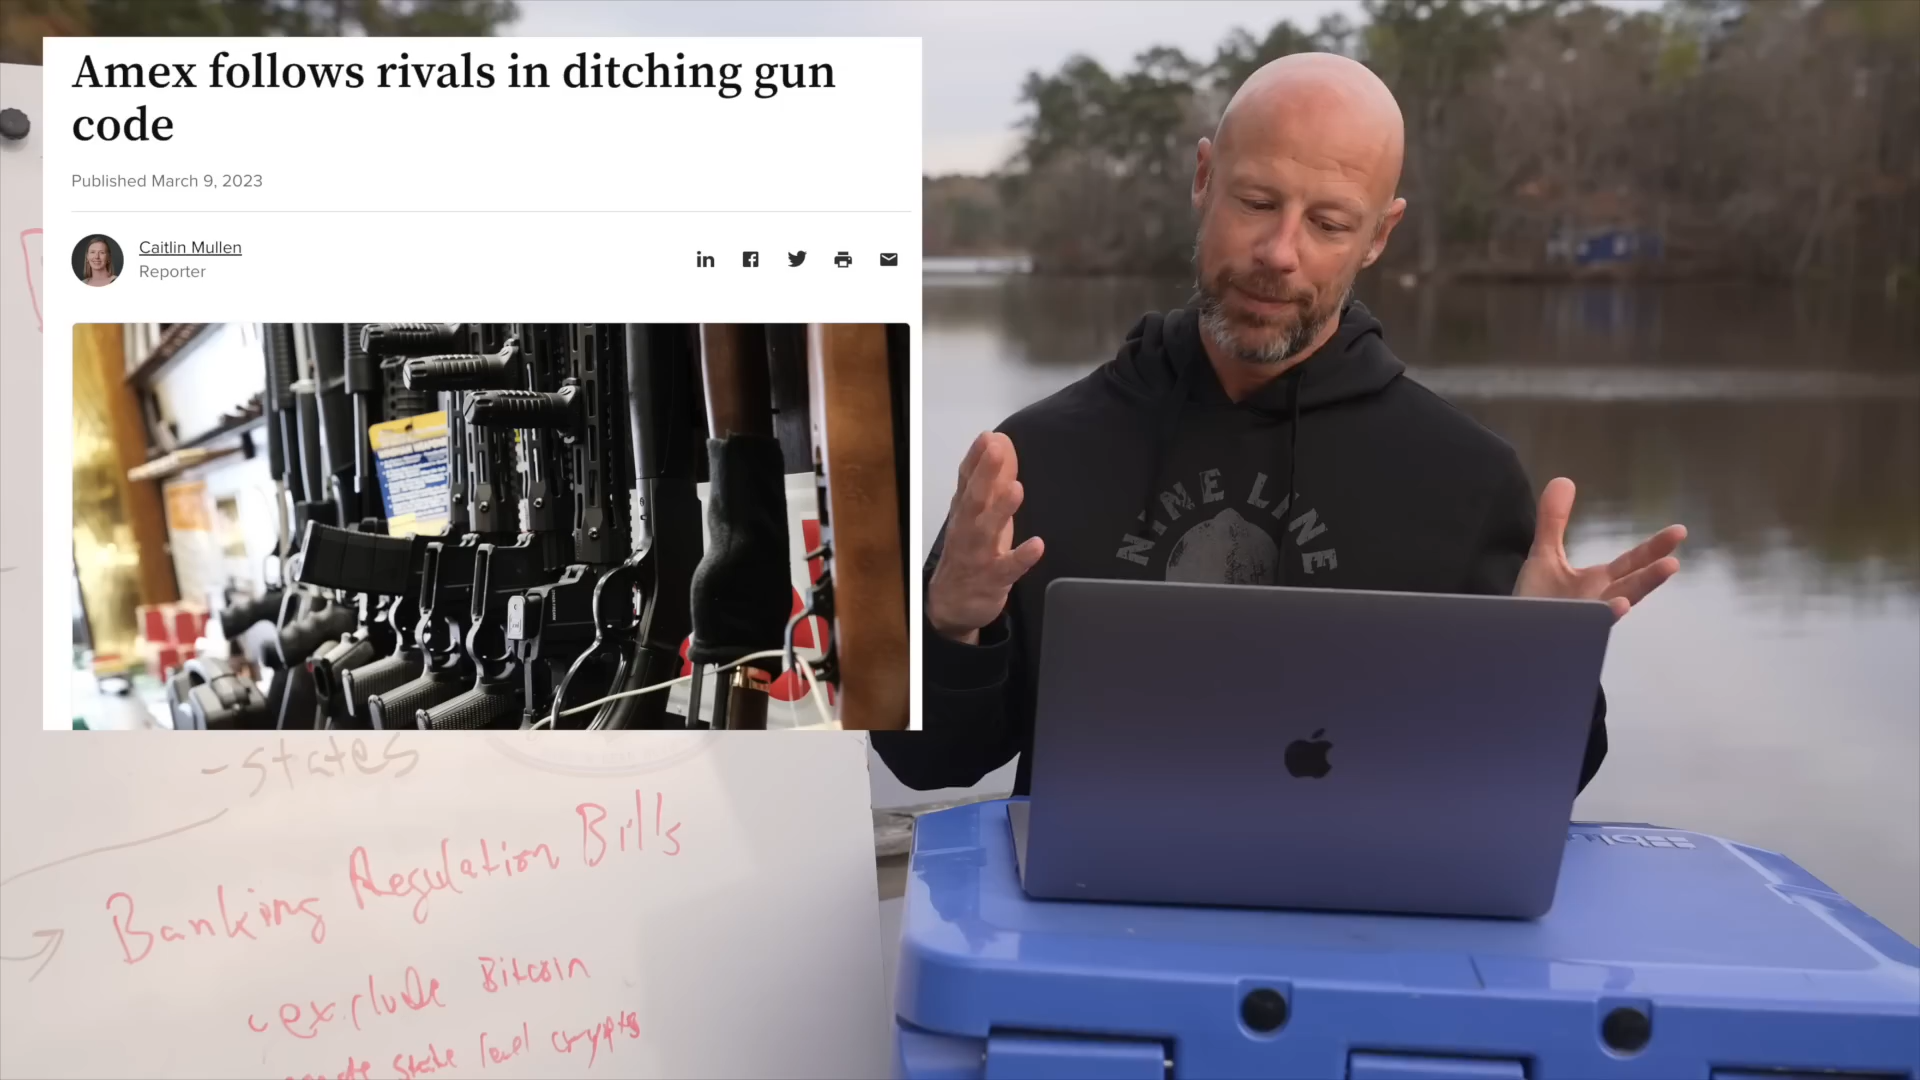 Amex follows rivals in ditching gun
code
Published March 9, 2023
Caitlin Mullen
Reporter
NINE LINE
- states
Banking Regulation Bills
exclude Bitcoin
state level crypto